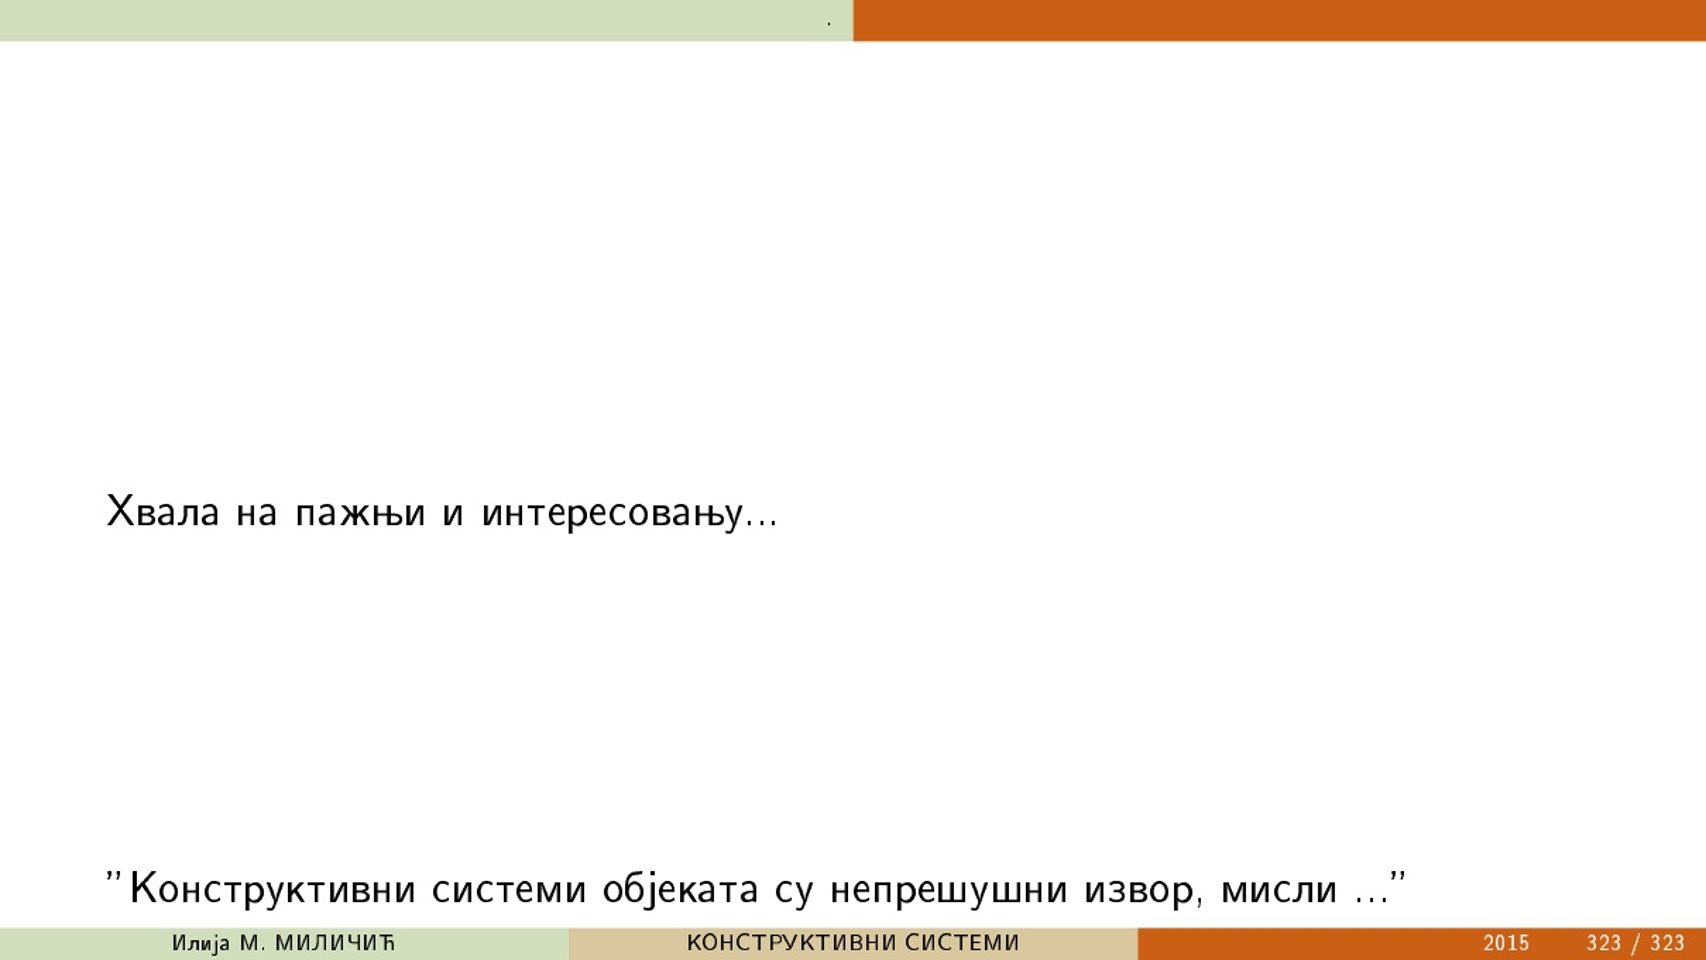 .
Хвала на пажњи и интересовању...
”Конструктивни системи објеката су непрешушни извор, мисли ...”
Илија М. МИЛИЧИЋ КОНСТРУКТИВНИ СИСТЕМИ 2015 323 / 323